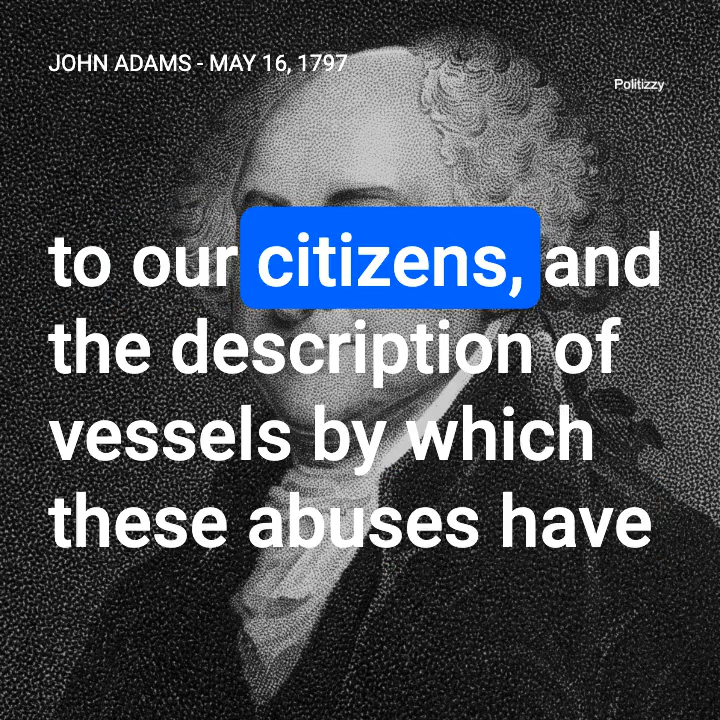 JOHN ADAMS - MAY 16, 1797
Politizzy
to our citizens, and
the description of
vessels by which
these abuses have